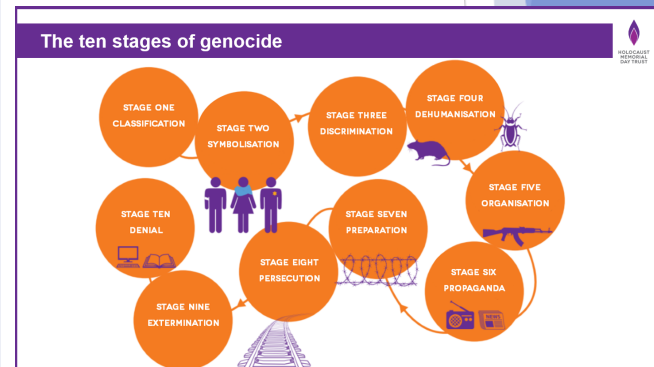 The ten stages of genocide
HOLOCAUST
MEMORIAL
DAY TRUST
STAGE ONE
CLASSIFICATION
STAGE TWO
SYMBOLISATION
STAGE THREE
DISCRIMINATION
STAGE FOUR
DEHUMANISATION
STAGE FIVE
ORGANISATION
STAGE SIX
PROPAGANDA
NEWS
STAGE SEVEN
PREPARATION
STAGE EIGHT
PERSECUTION
STAGE NINE
EXTERMINATION
STAGE TEN
DENIAL